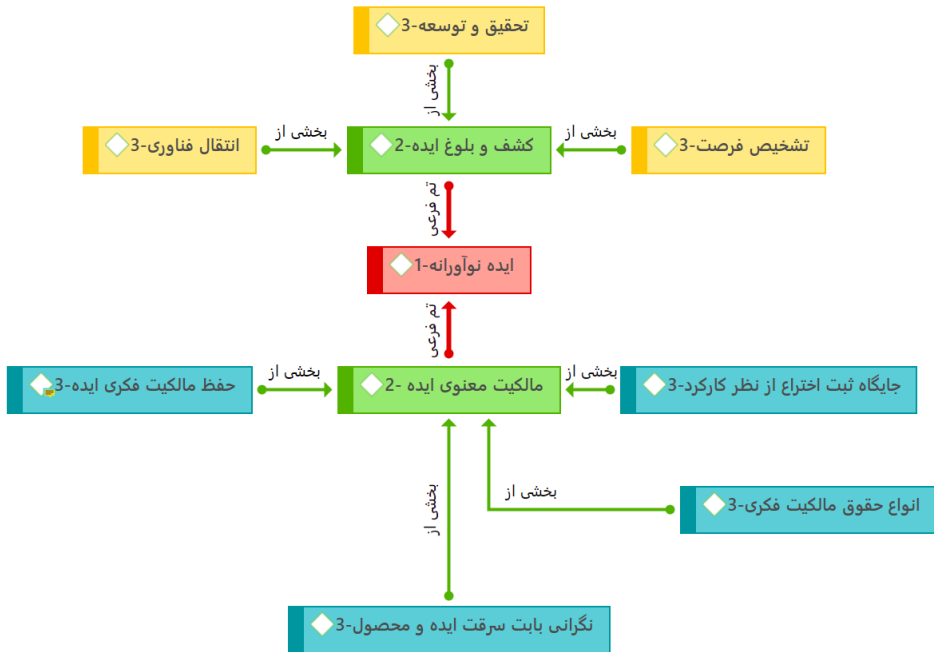 تحقیق و توسعه-3
بخشی از
تشخیص فرصت-3
بخشی از
کشف و بلوغ ایده-2
بخشی از
انتقال فناوری-3
تم فرعی
ایده نوآورانه-1
تم فرعی
جایگاه ثبت اختراع از نظر کارکرد-3
بخشی از
مالکیت معنوی ایده -2
بخشی از
حفظ مالکیت فکری ایده-3
بخشی از
انواع حقوق مالکیت فکری-3
بخشی از
نگرانی بابت سرقت ایده و محصول-3